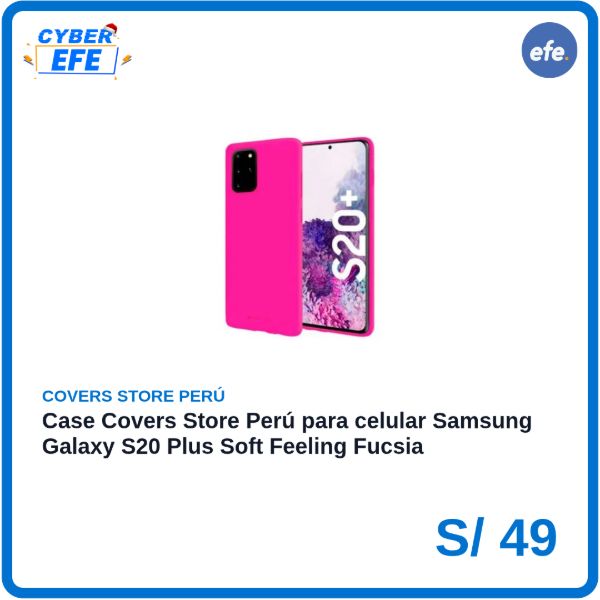 CYBER
EFE
efe.
S20+
COVERS STORE PERÚ
Case Covers Store Perú para celular Samsung
Galaxy S20 Plus Soft Feeling Fucsia
S/ 49